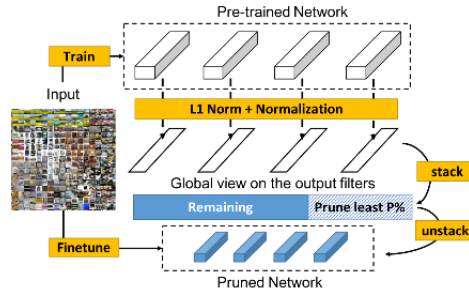 Pre-trained Network
Train
Input
L1 Norm + Normalization
Global view on the output filters
stack
Remaining
Prune least P%
unstack
Finetune
Pruned Network